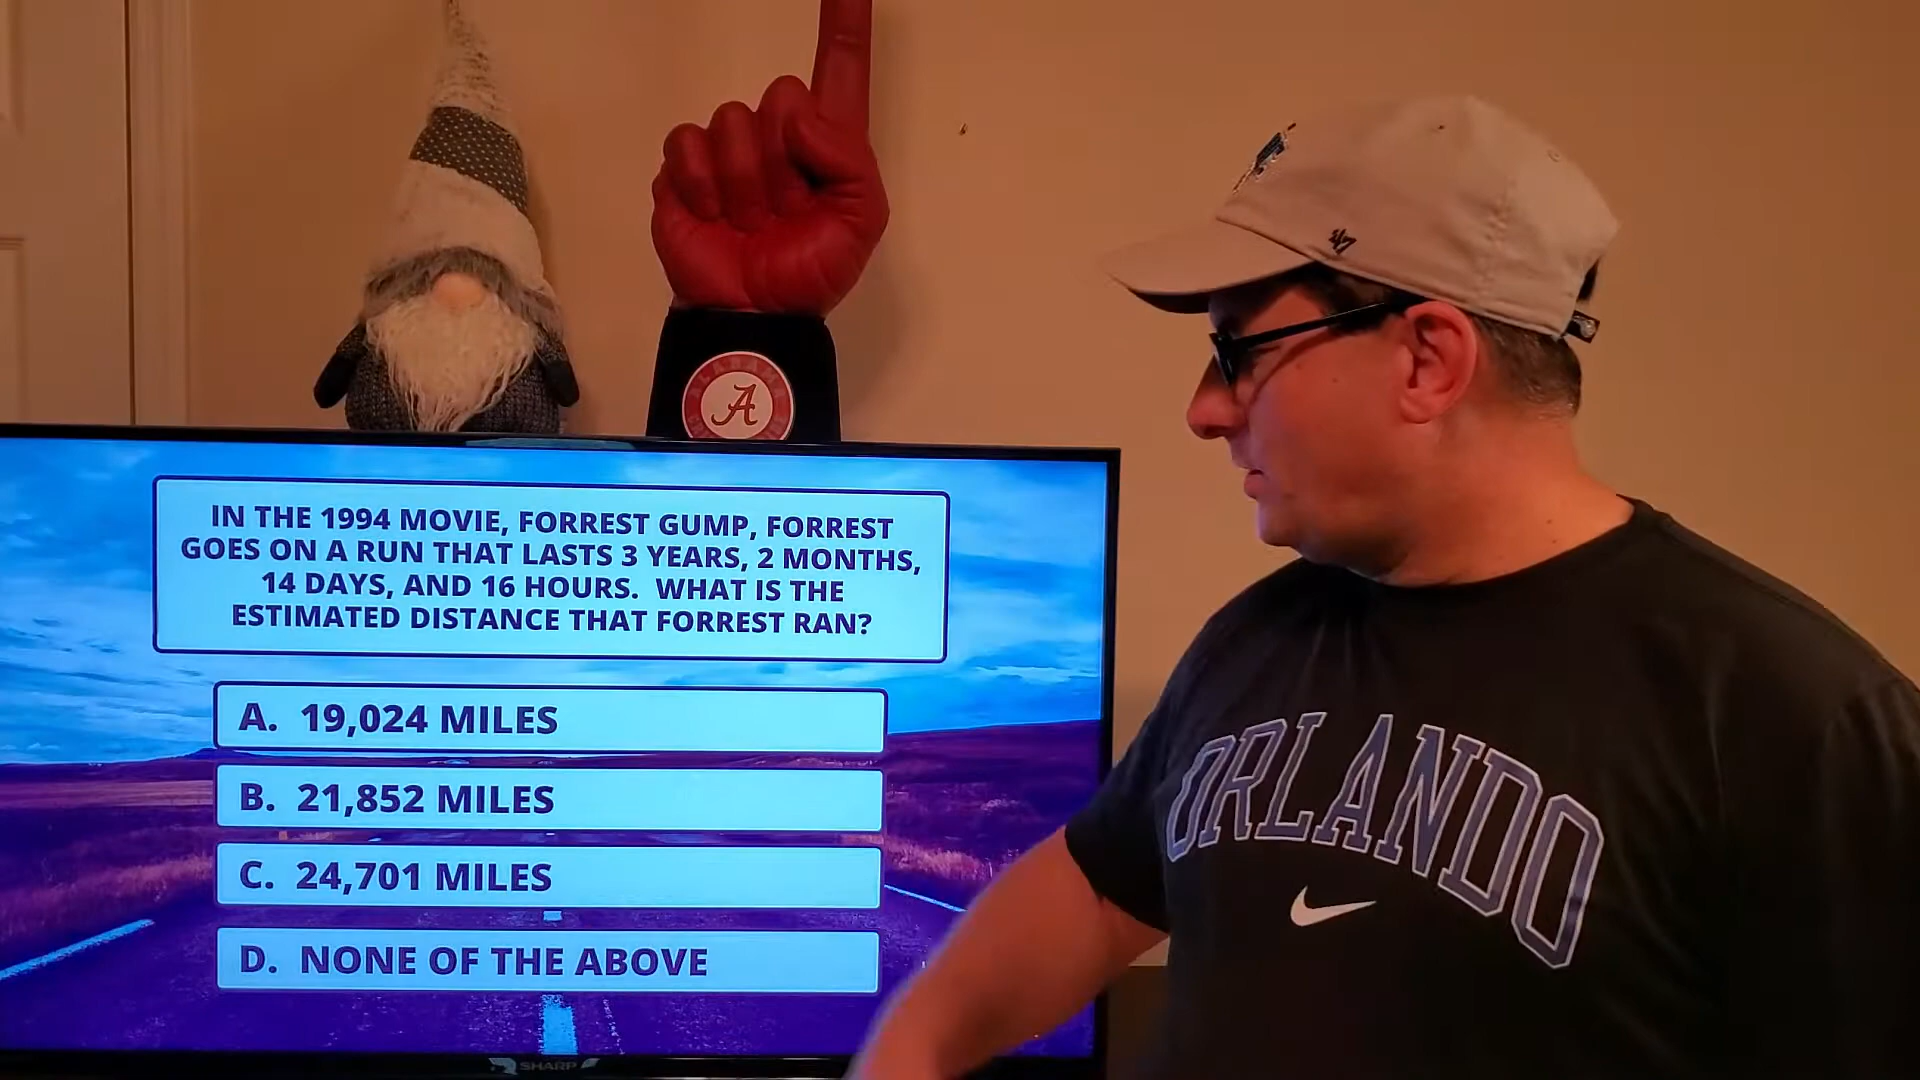 A
47
IN THE 1994 MOVIE, FORREST GUMP, FORREST
GOES ON A RUN THAT LASTS 3 YEARS, 2 MONTHS,
14 DAYS, AND 16 HOURS. WHAT IS THE
ESTIMATED DISTANCE THAT FORREST RAN?
A. 19,024 MILES
B. 21,852 MILES
C. 24,701 MILES
D. NONE OF THE ABOVE
ORLANDO
SHARP